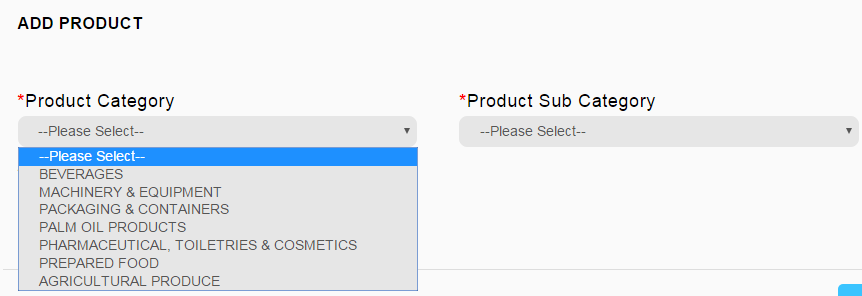 ADD PRODUCT
*Product Category
*Product Sub Category
--Please Select--
--Please Select--
--Please Select--
BEVERAGES
MACHINERY & EQUIPMENT
PACKAGING & CONTAINERS
PALM OIL PRODUCTS
PHARMACEUTICAL, TOILETRIES & COSMETICS
PREPARED FOOD
AGRICULTURAL PRODUCE